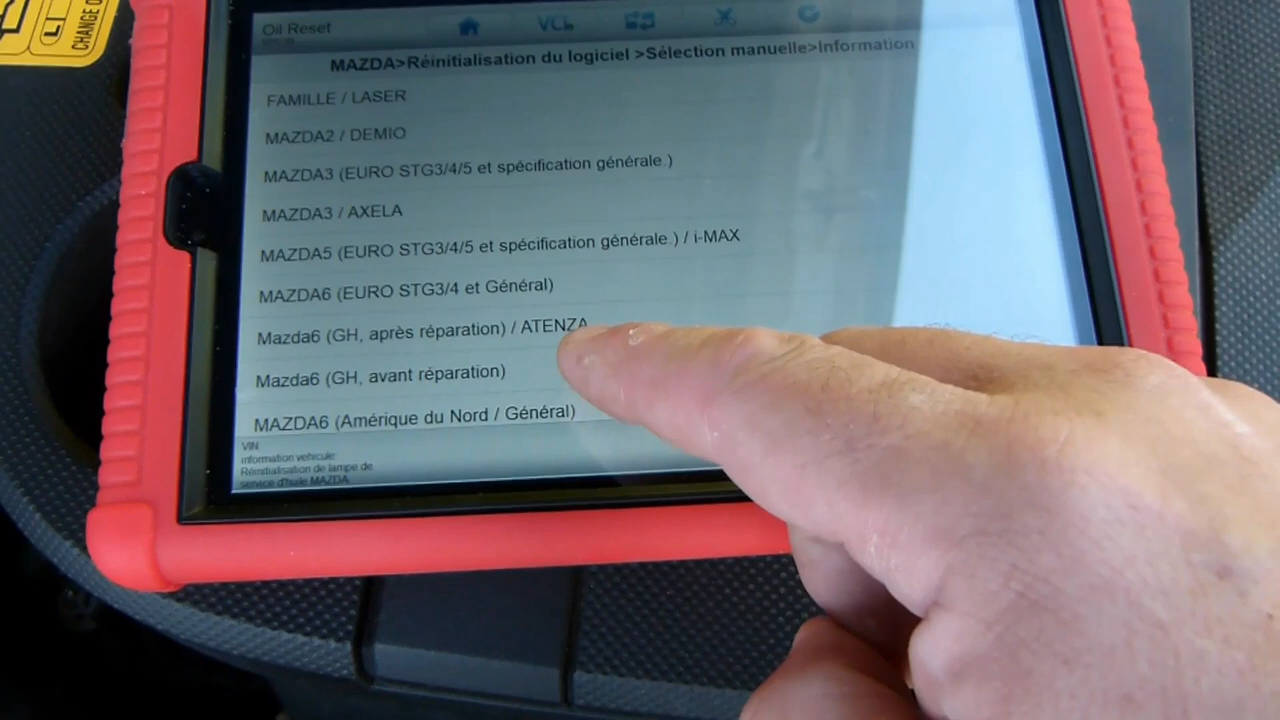 CHANGE O
LI
Oil Reset
VCI
MAZDA>Réinitialisation du logiciel >Sélection manuelle>Information
FAMILLE / LASER
MAZDA2 / DEMIO
MAZDA3 (EURO STG3/4/5 et spécification générale.)
MAZDA3 / AXELA
MAZDA5 (EURO STG3/4/5 et spécification générale.) / i-MAX
MAZDA6 (EURO STG3/4 et Général)
Mazda6 (GH, après réparation) / ATENZA
Mazda6 (GH, avant réparation)
MAZDA6 (Amérique du Nord / Général)
VIN
information vehicule
Réinitialisation de lampe de
service d'huile MAZDA